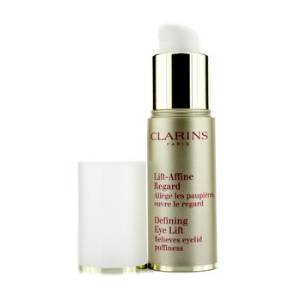 CLARINS
PARIS
Lift-Affine
Regard
Allège les paupières,
ouvre le regard
Defining
Eye Lift
Relieves eyelid
puffiness